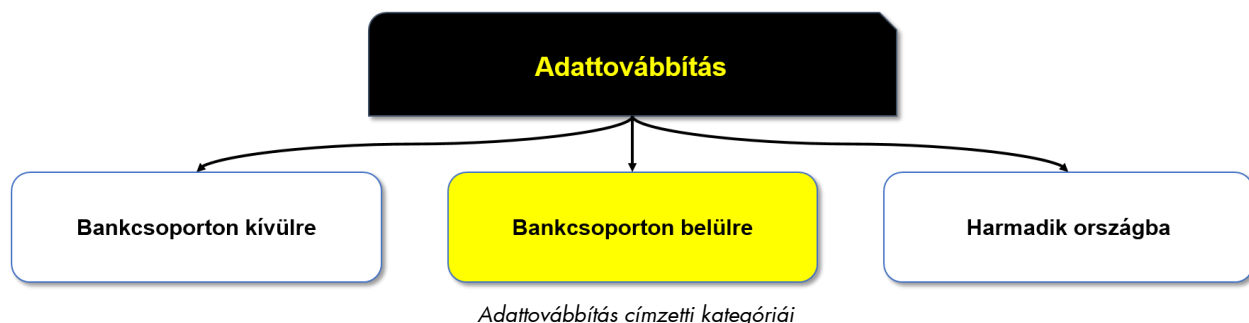 Adattovábbítás
Bankcsoporton kívülre
Bankcsoporton belülre
Harmadik országba
Adattovábbítás címzetti kategóriái